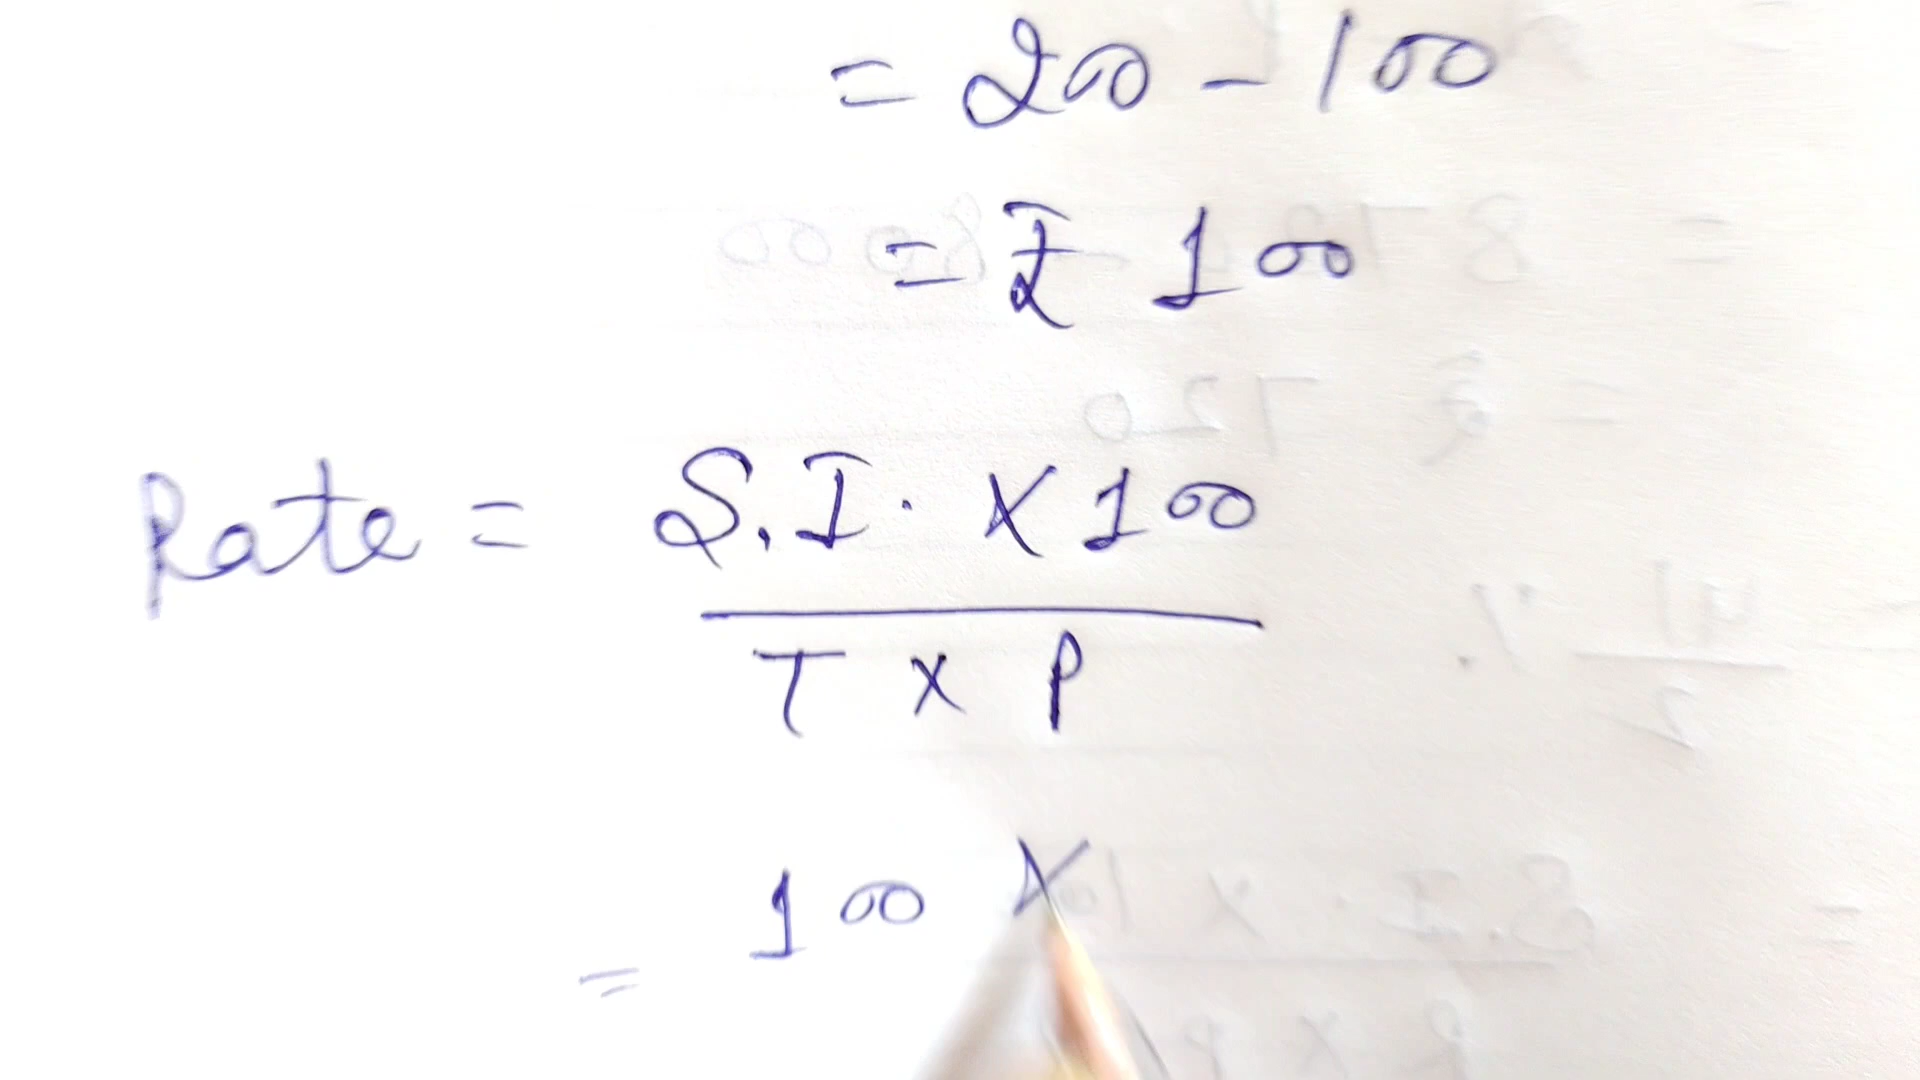 = 200 - 100
= ₹ 100
Rate = S.I. X 100
T x P
= 100 X